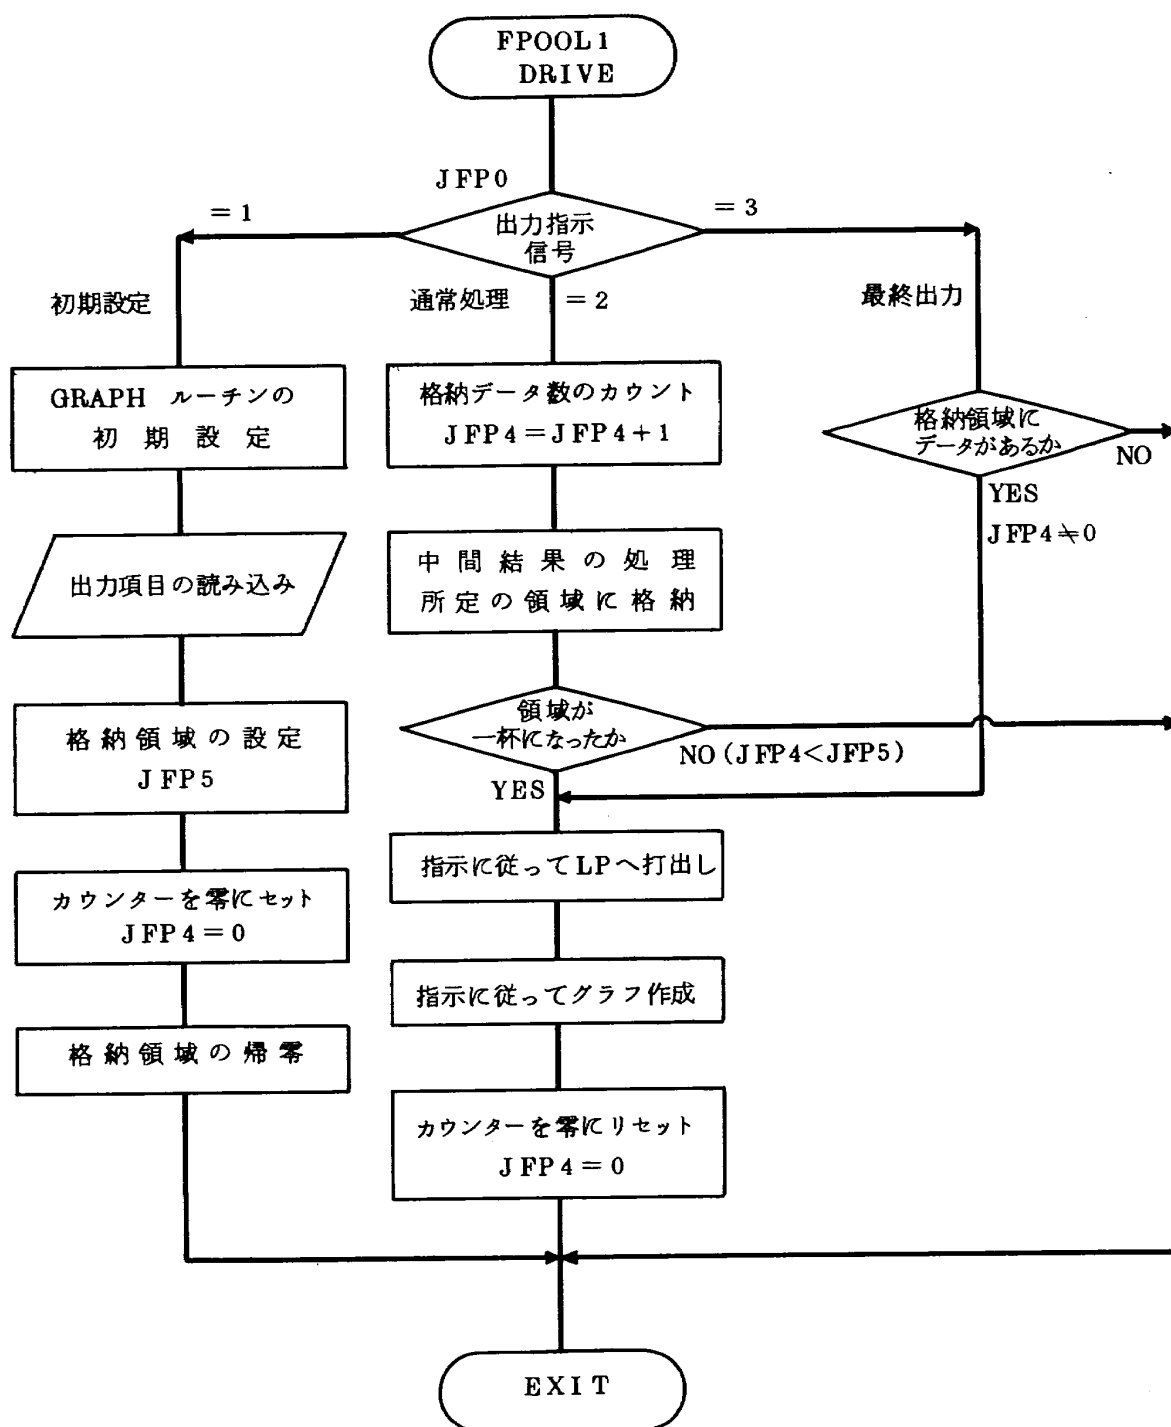 FPOOL1
DRIVE
JFP0
=1
出力指示
信号
=3
初期設定
通常処理
=2
最終出力
GRAPH ルーチンの
初期設定
格納データ数のカウント
JFP4=JFP4+1
格納領域に
データがあるか
NO
YES
JFP4≠0
出力項目の読み込み
中間結果の処理
所定の領域に格納
格納領域の設定
JFP5
領域が
一杯になったか
NO(JFP4<JFP5)
YES
指示に従ってLPへ打出し
カウンターを零にセット
JFP4=0
指示に従ってグラフ作成
格納領域の帰零
カウンターを零にリセット
JFP4=0
EXIT